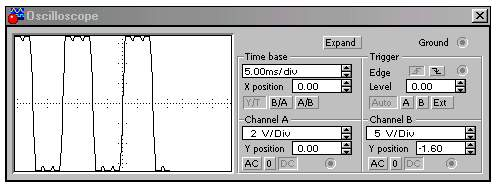 Oscilloscope
Expand Ground
Time base Trigger
5.00ms/div Edge
X position 0.00 Level 0.00
Y/T B/A A/B Auto A B Ext
Channel A Channel B
2 V/Div 5 V/Div
Y position 0.00 Y position -1.60
AC 0 DC AC 0 DC